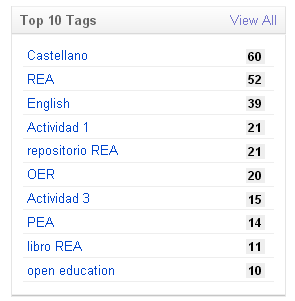 Top 10 Tags View All
Castellano 60
REA 52
English 39
Actividad 1 21
repositorio REA 21
OER 20
Actividad 3 15
PEA 14
libro REA 11
open education 10